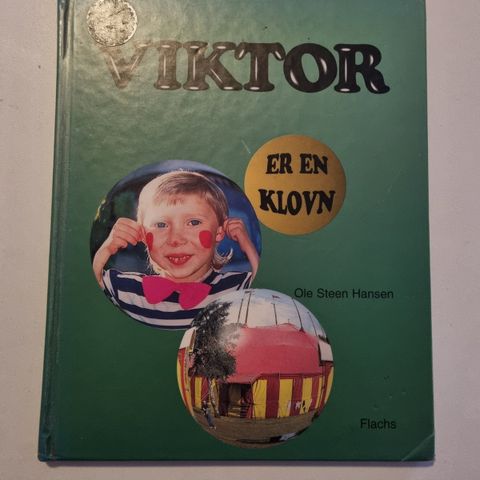 VIKTOR
ER EN
KLOVN
Ole Steen Hansen
Flachs